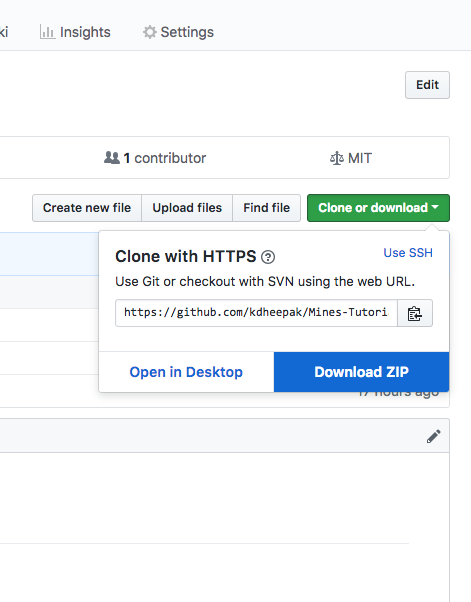 ki Insights Settings
Edit
1 contributor MIT
Create new file Upload files Find file Clone or download
Clone with HTTPS ? Use SSH
Use Git or checkout with SVN using the web URL.
https://github.com/kdheepak/Mines-Tutori
Open in Desktop Download ZIP
17 hours ago